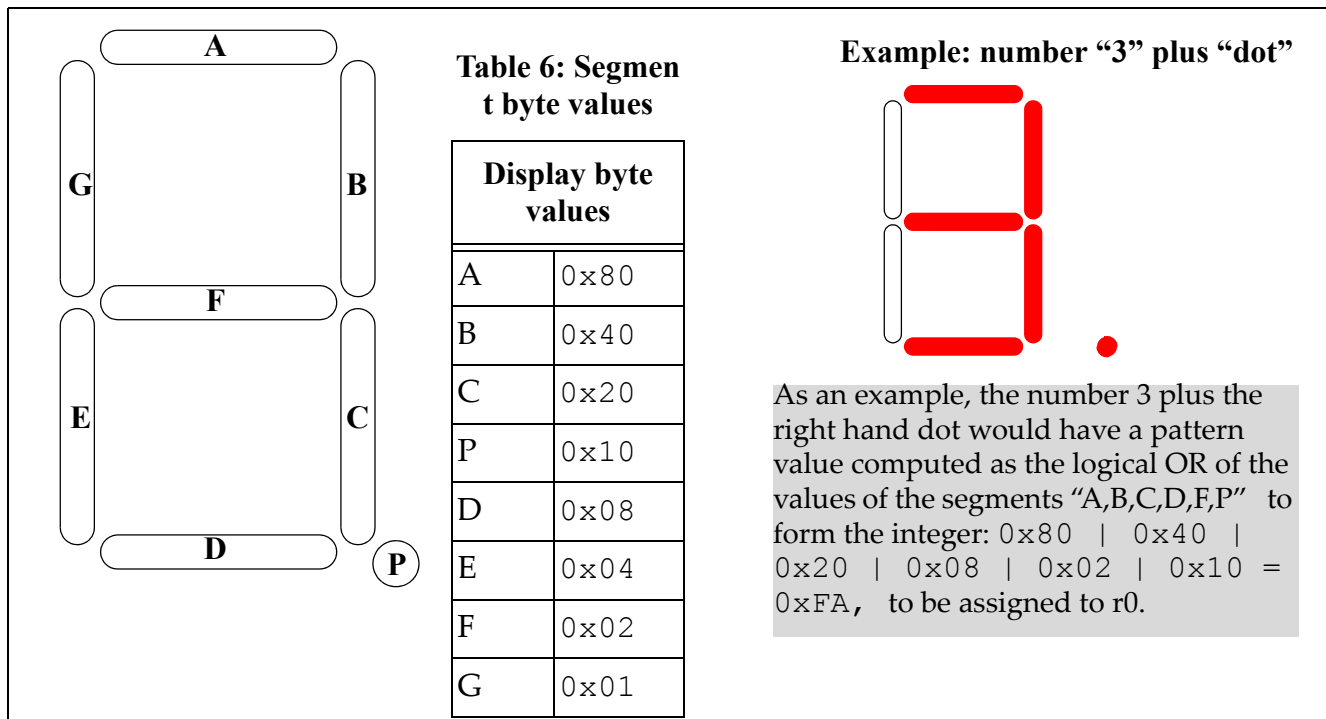 A
G
B
F
E
C
D
P
Table 6: Segmen
t byte values
Display byte
values
A 0x80
B 0x40
C 0x20
P 0x10
D 0x08
E 0x04
F 0x02
G 0x01
Example: number “3” plus “dot”
As an example, the number 3 plus the
right hand dot would have a pattern
value computed as the logical OR of the
values of the segments “A,B,C,D,F,P” to
form the integer: 0x80 | 0x40 |
0x20 | 0x08 | 0x02 | 0x10 =
0xFA, to be assigned to r0.